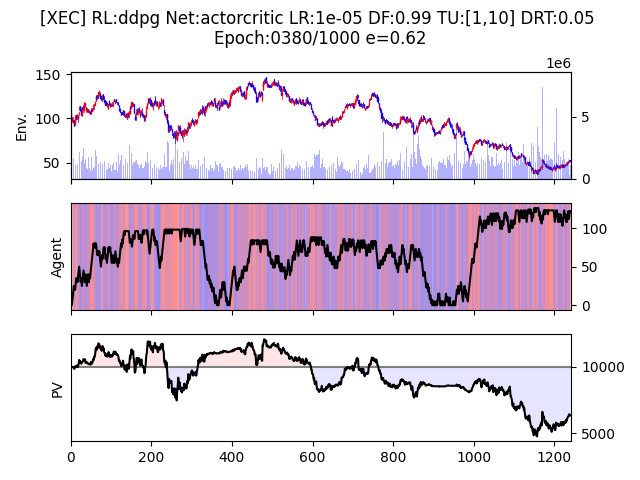 [XEC] RL:ddpg Net:actorcritic LR:1e-05 DF:0.99 TU:[1,10] DRT:0.05
Epoch:0380/1000 e=0.62
1e6
150
100
50
Env.
5
0
Agent
100
50
0
PV
10000
5000
0 200 400 600 800 1000 1200